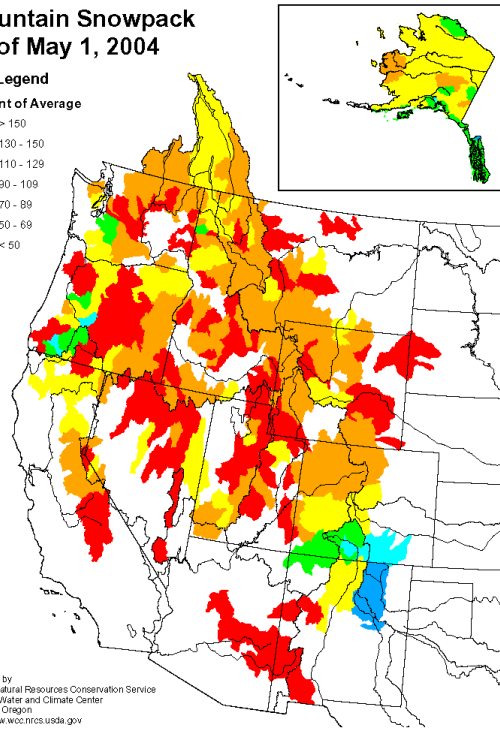 untain Snowpack
of May 1, 2004
Legend
nt of Average
> 150
130 - 150
110 - 129
90 - 109
70 - 89
50 - 69
< 50
by
atural Resources Conservation Service
Water and Climate Center
Oregon
w.wcc.nrcs.usda.gov